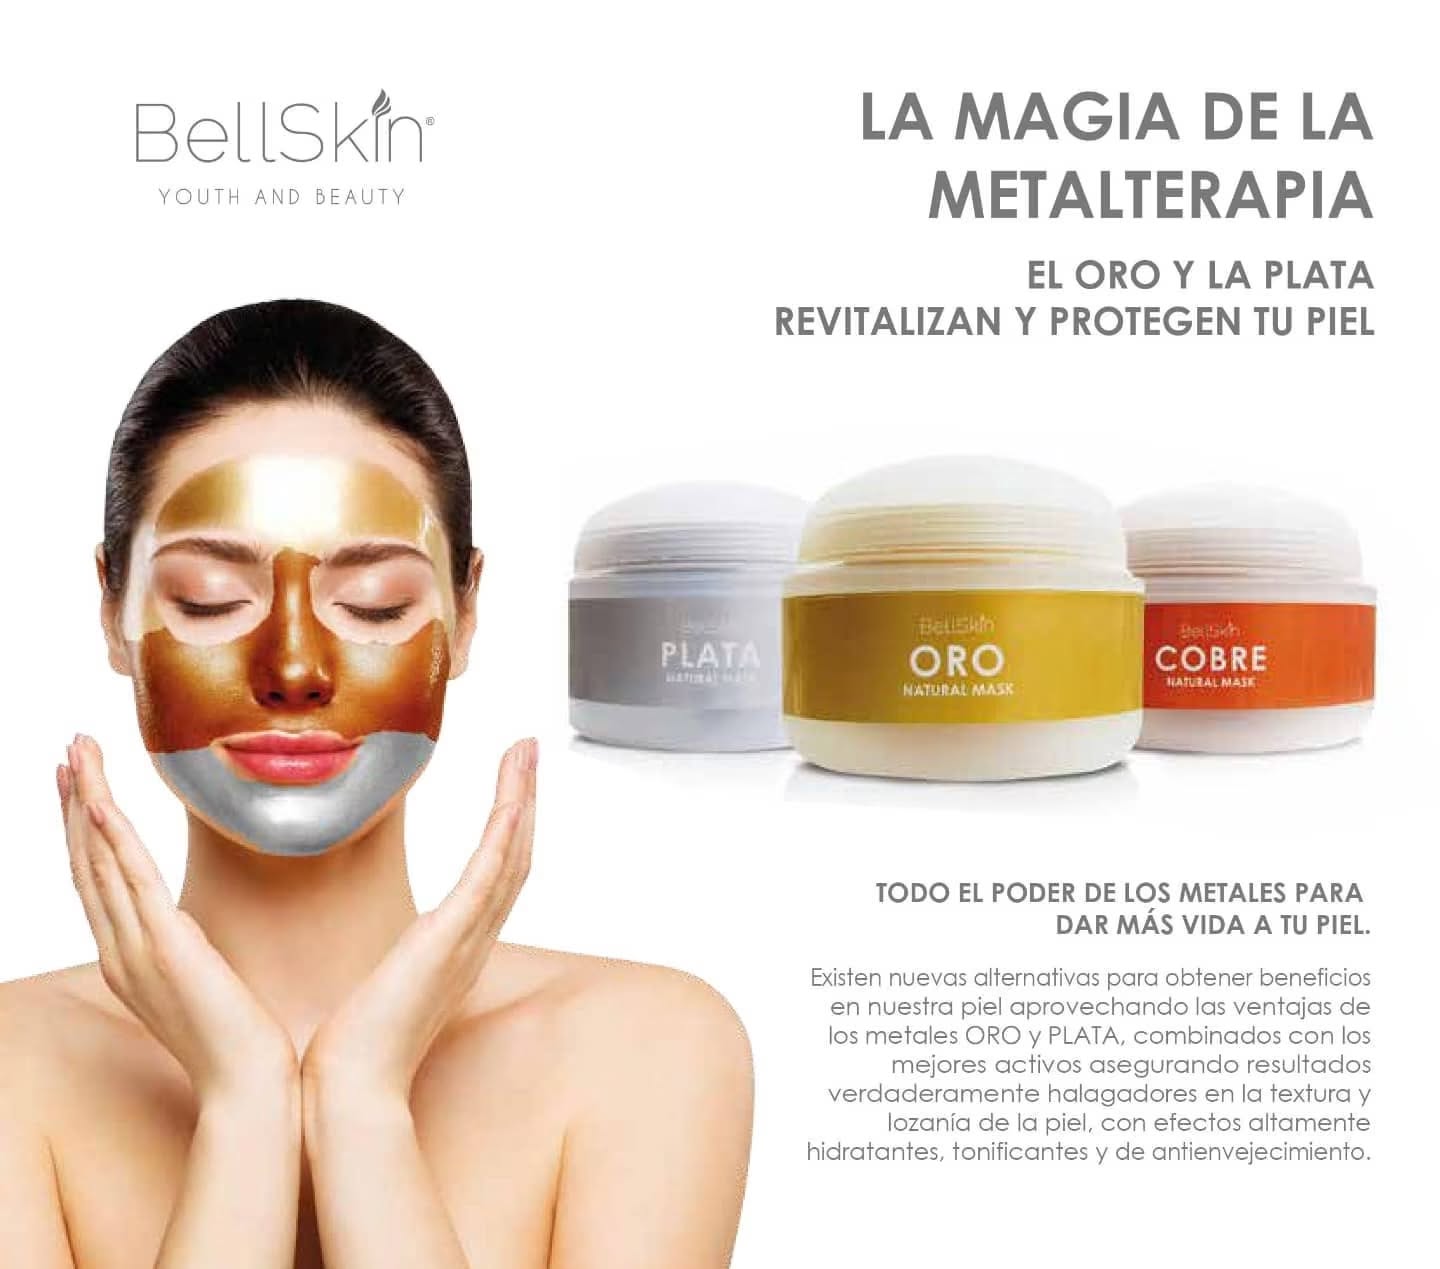 BellSkin®
YOUTH AND BEAUTY
LA MAGIA DE LA
METALTERAPIA
EL ORO Y LA PLATA
REVITALIZAN Y PROTEGEN TU PIEL
BellSkin
PLATA
NATURAL MASK
BellSkin
ORO
NATURAL MASK
BellSkin
COBRE
NATURAL MASK
TODO EL PODER DE LOS METALES PARA
DAR MÁS VIDA A TU PIEL.
Existen nuevas alternativas para obtener beneficios
en nuestra piel aprovechando las ventajas de
los metales ORO y PLATA, combinados con los
mejores activos asegurando resultados
verdaderamente halagadores en la textura y
lozanía de la piel, con efectos altamente
hidratantes, tonificantes y de antienvejecimiento.